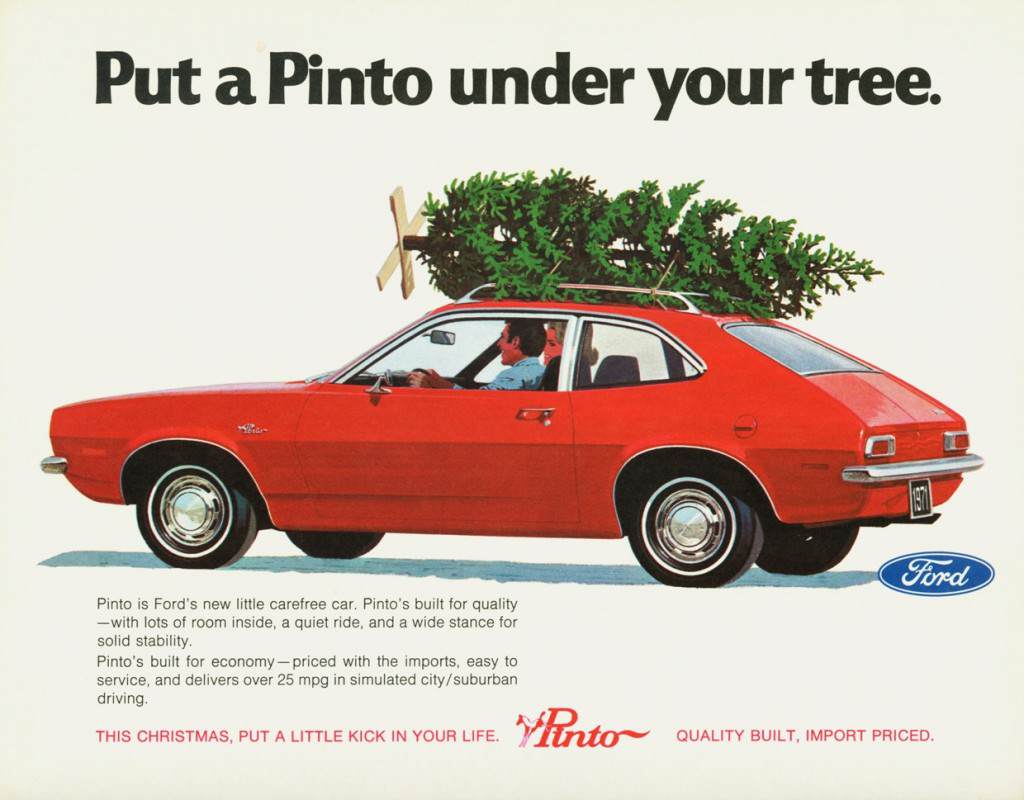 Put a Pinto under your tree.
Pinto
1971
Ford
Pinto is Ford's new little carefree car. Pinto's built for quality
—with lots of room inside, a quiet ride, and a wide stance for
solid stability.
Pinto's built for economy—priced with the imports, easy to
service, and delivers over 25 mpg in simulated city/suburban
driving.
THIS CHRISTMAS, PUT A LITTLE KICK IN YOUR LIFE. Pinto QUALITY BUILT, IMPORT PRICED.